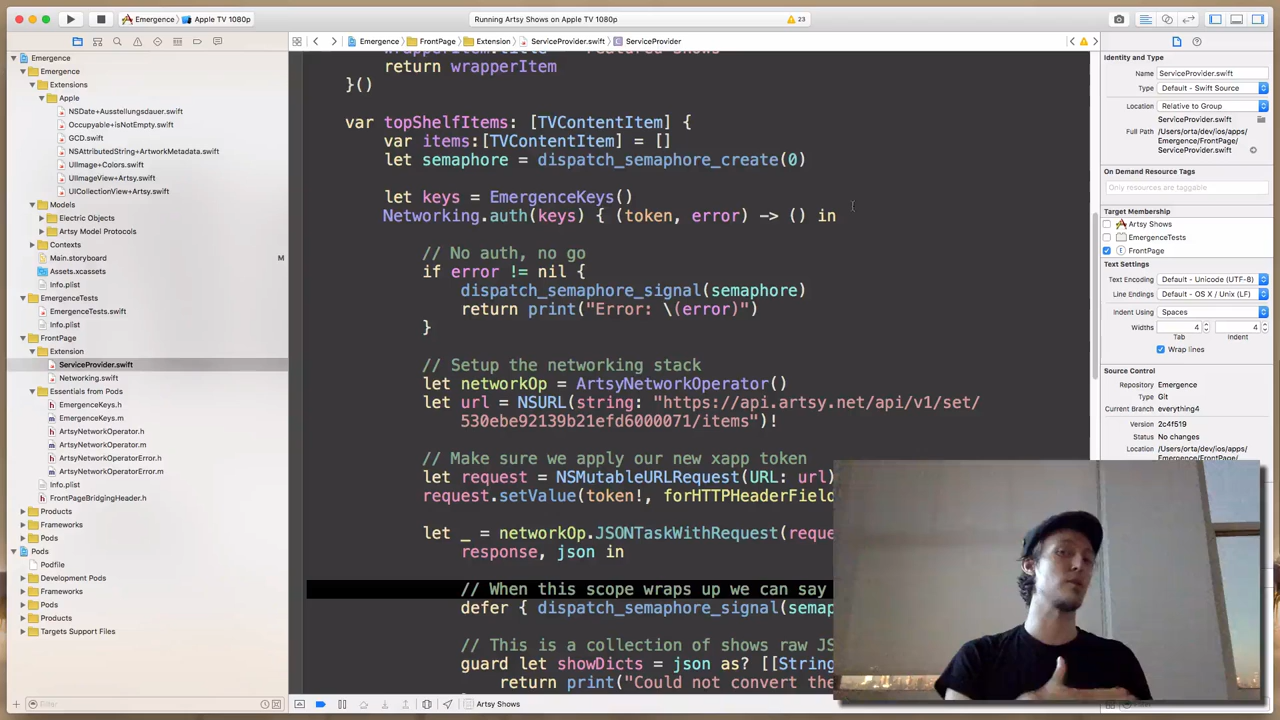 Emergence
Apple TV 1080p
Running Artsy Shows on Apple TV 1080p
23
Emergence
FrontPage
Extension
ServiceProvider.swift
ServiceProvider
Emergence
Emergence
Extensions
Apple
NSDate+Ausstellungsdauer.swift
Occupyable+isNotEmpty.swift
GCD.swift
NSAttributedString+ArtworkMetadata.swift
UIImage+Colors.swift
UIImageView+Artsy.swift
UICollectionView+Artsy.swift
Models
Electric Objects
Artsy Model Protocols
Contexts
Main.storyboard
M
Assets.xcassets
Info.plist
EmergenceTests
EmergenceTests.swift
Info.plist
FrontPage
Extension
ServiceProvider.swift
Networking.swift
Essentials from Pods
EmergenceKeys.h
EmergenceKeys.m
ArtsyNetworkOperator.h
ArtsyNetworkOperator.m
ArtsyNetworkOperatorError.h
ArtsyNetworkOperatorError.m
Info.plist
FrontPageBridgingHeader.h
Products
Frameworks
Pods
Pods
Podfile
Development Pods
Frameworks
Pods
Products
Targets Support Files
Filter
return wrapperItem
}()
var topShelfItems: [TVContentItem] {
var items:[TVContentItem] = []
let semaphore = dispatch_semaphore_create(0)
let keys = EmergenceKeys()
Networking.auth(keys) { (token, error) -> () in
// No auth, no go
if error != nil {
dispatch_semaphore_signal(semaphore)
return print("Error: \(error)")
}
// Setup the networking stack
let networkOp = ArtsyNetworkOperator()
let url = NSURL(string: "https://api.artsy.net/api/v1/set/
530ebe92139b21efd6000071/items")!
// Make sure we apply our new xapp token
let request = NSMutableURLRequest(URL: url)
request.setValue(token!, forHTTPHeaderField
let _ = networkOp.JSONTaskWithRequest(reque
response, json in
// When this scope wraps up we can say
defer { dispatch_semaphore_signal(semap
// This is a collection of shows raw JS
guard let showDicts = json as? [[String
return print("Could not convert the
Artsy Shows
Identity and Type
Name ServiceProvider.swift
Type Default - Swift Source
Location Relative to Group
ServiceProvider.swift
Full Path /Users/orta/dev/ios/apps/
Emergence/FrontPage/
ServiceProvider.swift
On Demand Resource Tags
Only resources are taggable
Target Membership
Artsy Shows
EmergenceTests
FrontPage
Text Settings
Text Encoding Default - Unicode (UTF-8)
Line Endings Default - OS X / Unix (LF)
Indent Using Spaces
Widths 4 4
Tab Indent
Wrap lines
Source Control
Repository Emergence
Type Git
Current Branch everything4
Version 2c4f519
Status No changes
Location /Users/orta/dev/ios/apps/